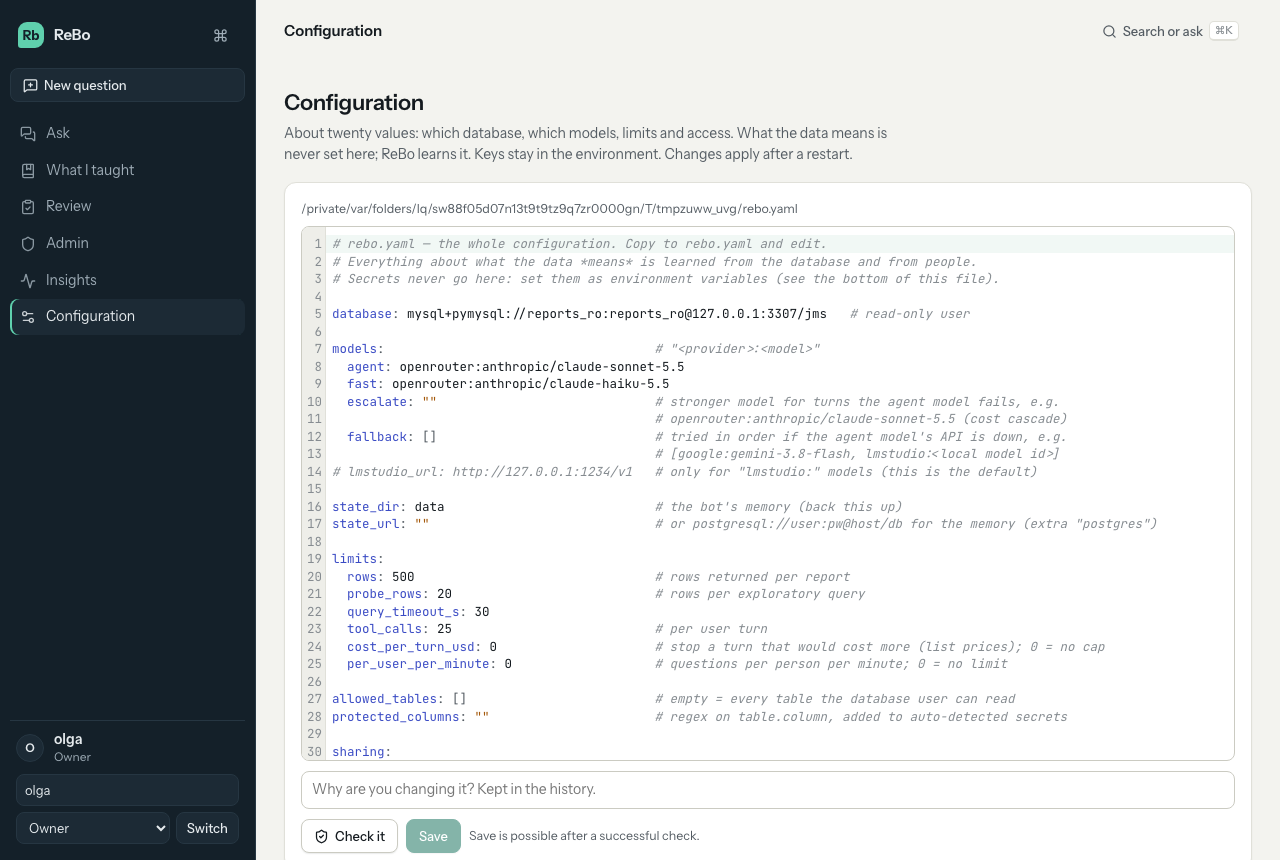 Rb ReBo ⌘
New question
Ask
What I taught
Review
Admin
Insights
Configuration
olga
O
Owner
olga
Owner
Switch
Configuration
Search or ask ⌘K
Configuration
About twenty values: which database, which models, limits and access. What the data means is
never set here; ReBo learns it. Keys stay in the environment. Changes apply after a restart.
/private/var/folders/lq/sw88f05d07n13t9t9tz9q7zr0000gn/T/tmpzuww_uvg/rebo.yaml
1 # rebo.yaml — the whole configuration. Copy to rebo.yaml and edit.
2 # Everything about what the data *means* is learned from the database and from people.
3 # Secrets never go here: set them as environment variables (see the bottom of this file).
4
5 database: mysql+pymysql://reports_ro:reports_ro@127.0.0.1:3307/jms # read-only user
6
7 models: # "<provider>:<model>"
8 agent: openrouter:anthropic/claude-sonnet-5.5
9 fast: openrouter:anthropic/claude-haiku-5.5
10 escalate: "" # stronger model for turns the agent model fails, e.g.
11 # openrouter:anthropic/claude-sonnet-5.5 (cost cascade)
12 fallback: [] # tried in order if the agent model's API is down, e.g.
13 # [google:gemini-3.8-flash, lmstudio:<local model id>]
14 # lmstudio_url: http://127.0.0.1:1234/v1 # only for "lmstudio:" models (this is the default)
15
16 state_dir: data # the bot's memory (back this up)
17 state_url: "" # or postgresql://user:pw@host/db for the memory (extra "postgres")
18
19 limits:
20 rows: 500 # rows returned per report
21 probe_rows: 20 # rows per exploratory query
22 query_timeout_s: 30
23 tool_calls: 25 # per user turn
24 cost_per_turn_usd: 0 # stop a turn that would cost more (list prices); 0 = no cap
25 per_user_per_minute: 0 # questions per person per minute; 0 = no limit
26
27 allowed_tables: [] # empty = every table the database user can read
28 protected_columns: "" # regex on table.column, added to auto-detected secrets
29
30 sharing:
Why are you changing it? Kept in the history.
Check it
Save
Save is possible after a successful check.